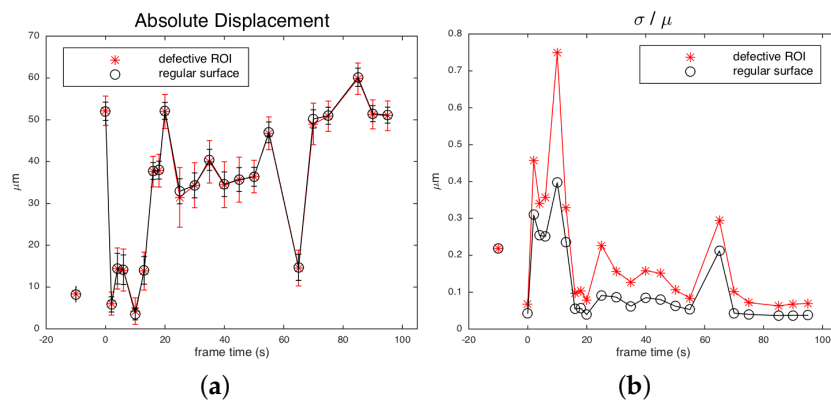 Absolute Displacement
defective ROI
regular surface
μm
70
60
50
40
30
20
10
0
-20
0
20
40
60
80
100
frame time (s)
(a)
σ / μ
defective ROI
regular surface
μm
0.8
0.7
0.6
0.5
0.4
0.3
0.2
0.1
0
-20
0
20
40
60
80
100
frame time (s)
(b)